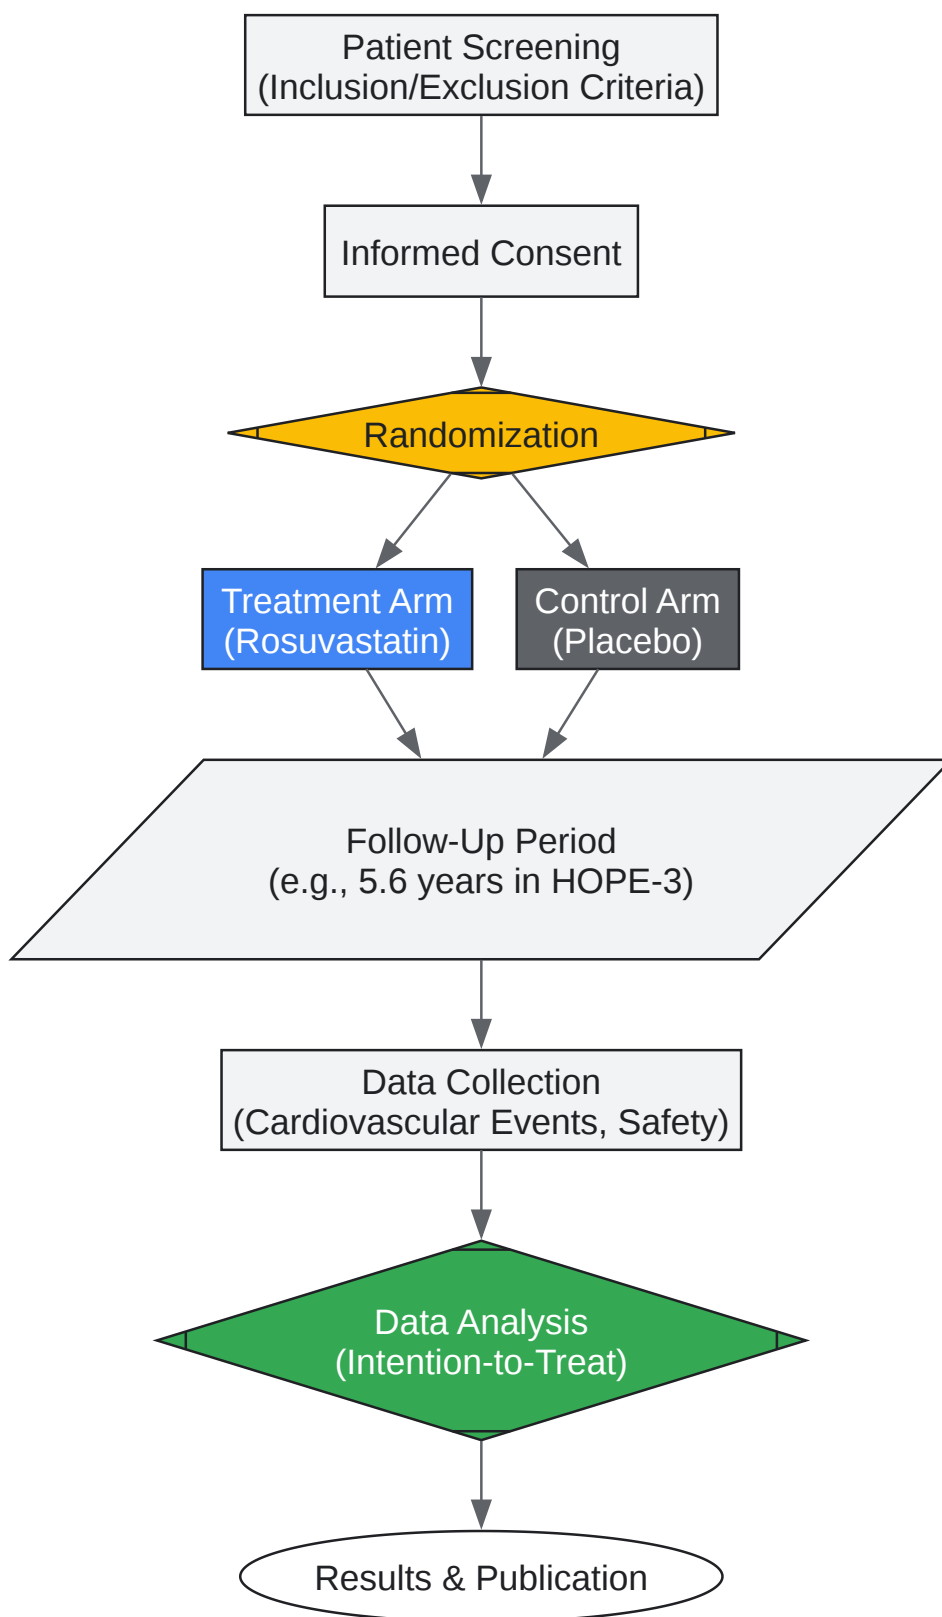 Patient Screening
(Inclusion/Exclusion Criteria)
Informed Consent
Randomization
Treatment Arm
(Rosuvastatin)
Control Arm
(Placebo)
Follow-Up Period
(e.g., 5.6 years in HOPE-3)
Data Collection
(Cardiovascular Events, Safety)
Data Analysis
(Intention-to-Treat)
Results & Publication